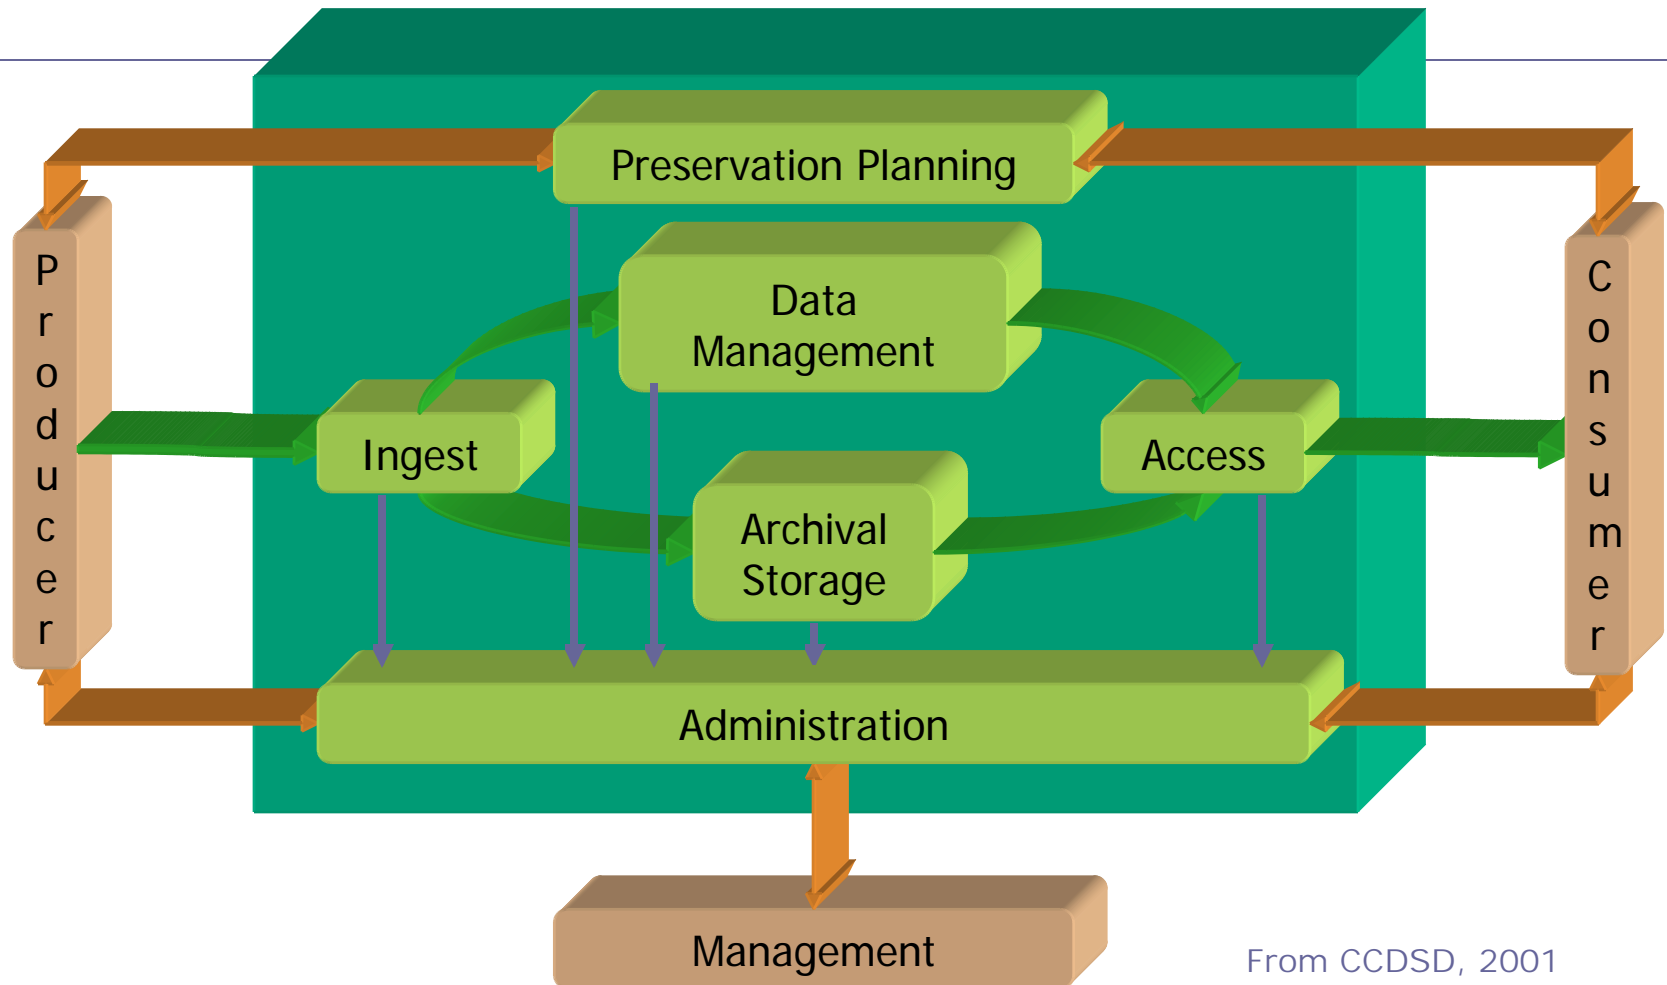 Preservation Planning
Producer
Data
Management
Consumer
Ingest
Access
Archival
Storage
Administration
Management
From CCDSD, 2001